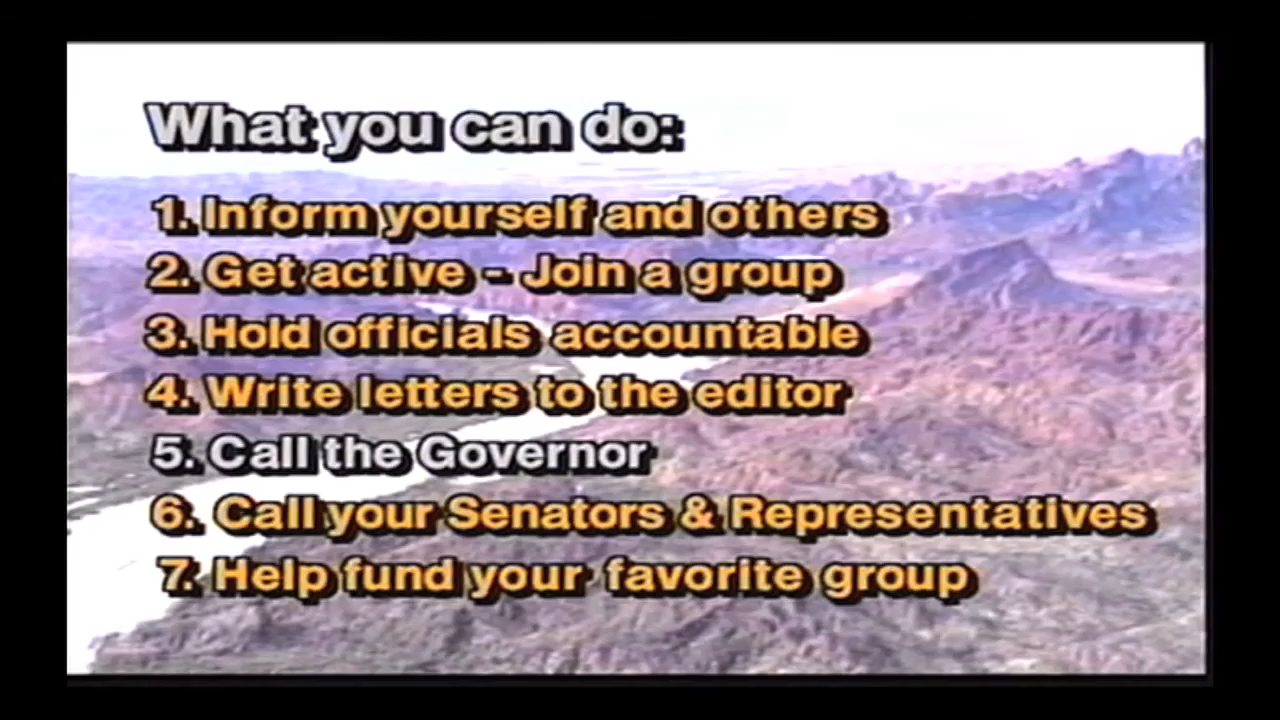 What you can do:
1. Inform yourself and others
2. Get active - Join a group
3. Hold officials accountable
4. Write letters to the editor
5. Call the Governor
6. Call your Senators & Representatives
7. Help fund your favorite group